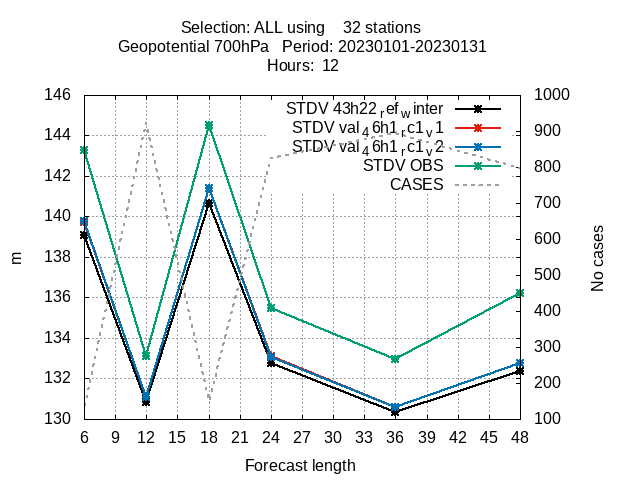 Selection: ALL using    32 stations
Geopotential 700hPa   Period: 20230101-20230131
Hours:  12
146
144
142
140
138
136
134
132
130
1000
900
800
700
600
500
400
300
200
100
STDV 43h22_ref_winter
STDV val_46h1_rc1_v1
STDV val_46h1_rc1_v2
STDV OBS
CASES
m
No cases
6 9 12 15 18 21 24 27 30 33 36 39 42 45 48
Forecast length